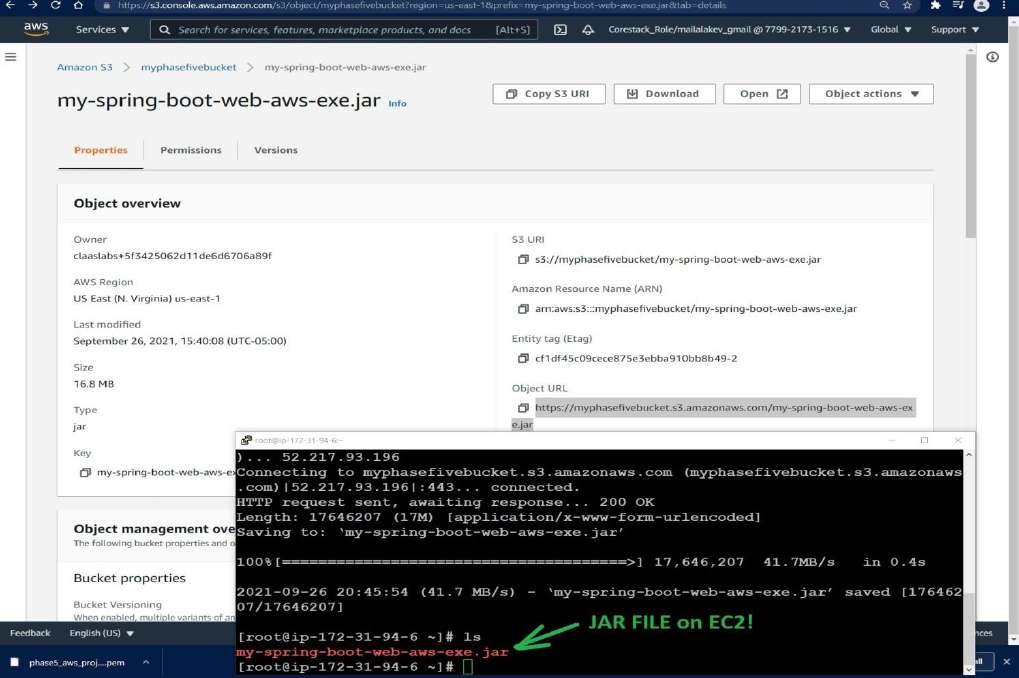 https://s3.console.aws.amazon.com/s3/object/myphasefivebucket?region=us-east-1&prefix=my-spring-boot-web-aws-exe.jar&tab=details
aws Services ▼ Search for services, features, marketplace products, and docs [Alt+S] Corestack_Role/mailalakev_gmail @ 7799-2173-1516 ▼ Global ▼ Support ▼
Amazon S3 > myphasefivebucket > my-spring-boot-web-aws-exe.jar
my-spring-boot-web-aws-exe.jar Info
Copy S3 URI Download Open Object actions ▼
Properties Permissions Versions
Object overview
Owner
claaslabs+5f3425062d11de6d6706a89f
AWS Region
US East (N. Virginia) us-east-1
Last modified
September 26, 2021, 15:40:08 (UTC-05:00)
Size
16.8 MB
Type
jar
Key
my-spring-boot-web-aws-ex
S3 URI
s3://myphasefivebucket/my-spring-boot-web-aws-exe.jar
Amazon Resource Name (ARN)
arn:aws:s3:::myphasefivebucket/my-spring-boot-web-aws-exe.jar
Entity tag (Etag)
cf1df45c09cece875e3ebba910bb8b49-2
Object URL
https://myphasefivebucket.s3.amazonaws.com/my-spring-boot-web-aws-ex
e.jar
Object management ove
The following bucket properties and o
Bucket properties
Bucket Versioning
When enabled, multiple variants of an
root@ip-172-31-94-6:~
)... 52.217.93.196
Connecting to myphasefivebucket.s3.amazonaws.com (myphasefivebucket.s3.amazonaws
.com)|52.217.93.196|:443... connected.
HTTP request sent, awaiting response... 200 OK
Length: 17646207 (17M) [application/x-www-form-urlencoded]
Saving to: ‘my-spring-boot-web-aws-exe.jar’
100%[======================================>] 17,646,207 41.7MB/s in 0.4s
2021-09-26 20:45:54 (41.7 MB/s) - ‘my-spring-boot-web-aws-exe.jar’ saved [176462
07/17646207]
[root@ip-172-31-94-6 ~]# ls
my-spring-boot-web-aws-exe.jar
[root@ip-172-31-94-6 ~]#
JAR FILE on EC2!
Feedback English (US) ▼
phase5_aws_proj....pem